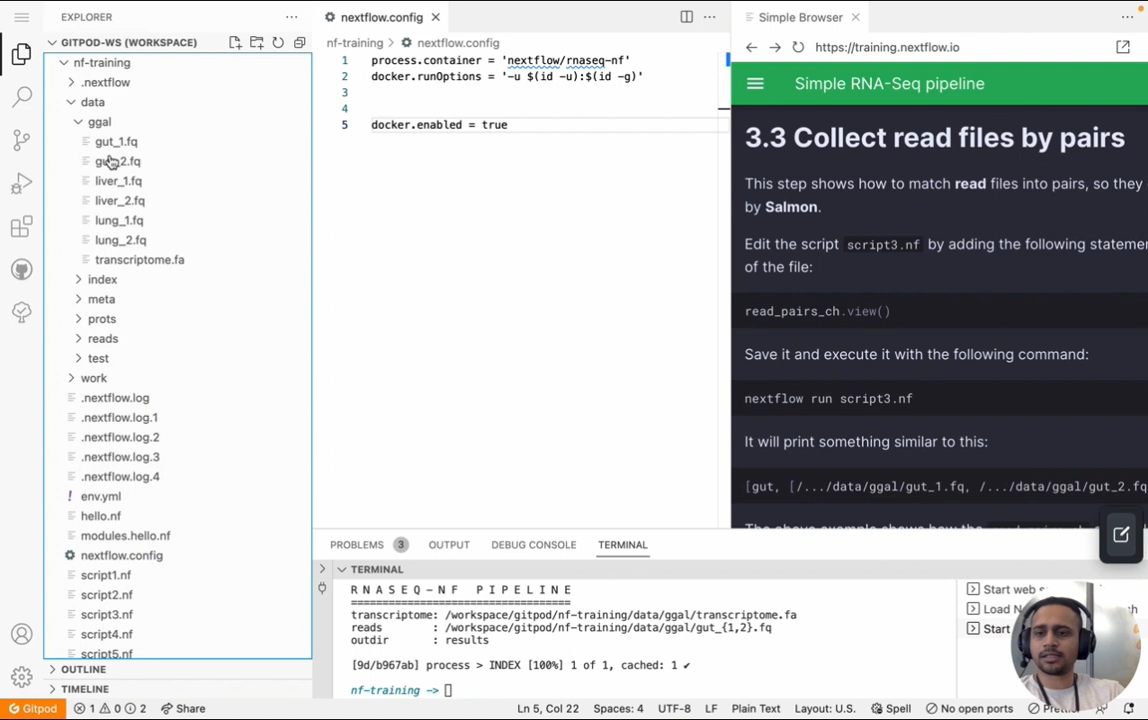 EXPLORER
GITPOD-WS (WORKSPACE)
nf-training
.nextflow
data
ggal
gut_1.fq
gut_2.fq
liver_1.fq
liver_2.fq
lung_1.fq
lung_2.fq
transcriptome.fa
index
meta
prots
reads
test
work
.nextflow.log
.nextflow.log.1
.nextflow.log.2
.nextflow.log.3
.nextflow.log.4
env.yml
hello.nf
modules.hello.nf
nextflow.config
script1.nf
script2.nf
script3.nf
script4.nf
script5.nf
OUTLINE
TIMELINE
nextflow.config
nf-training > nextflow.config
1 process.container = 'nextflow/rnaseq-nf'
2 docker.runOptions = '-u $(id -u):$(id -g)'
3
4
5 docker.enabled = true
Simple Browser
https://training.nextflow.io
Simple RNA-Seq pipeline
3.3 Collect read files by pairs
This step shows how to match read files into pairs, so they
by Salmon.
Edit the script script3.nf by adding the following stateme
of the file:
read_pairs_ch.view()
Save it and execute it with the following command:
nextflow run script3.nf
It will print something similar to this:
[gut, [/.../data/ggal/gut_1.fq, /.../data/ggal/gut_2.fq
PROBLEMS 3 OUTPUT DEBUG CONSOLE TERMINAL
TERMINAL
R N A S E Q - N F   P I P E L I N E
===================================
transcriptome: /workspace/gitpod/nf-training/data/ggal/transcriptome.fa
reads : /workspace/gitpod/nf-training/data/ggal/gut_{1,2}.fq
outdir : results
[9d/b967ab] process > INDEX [100%] 1 of 1, cached: 1 ✔
nf-training ->
Start web s
Load N
Start
Gitpod 1 0 2 Share Ln 5, Col 22 Spaces: 4 UTF-8 LF Plain Text Layout: U.S. Spell No open ports